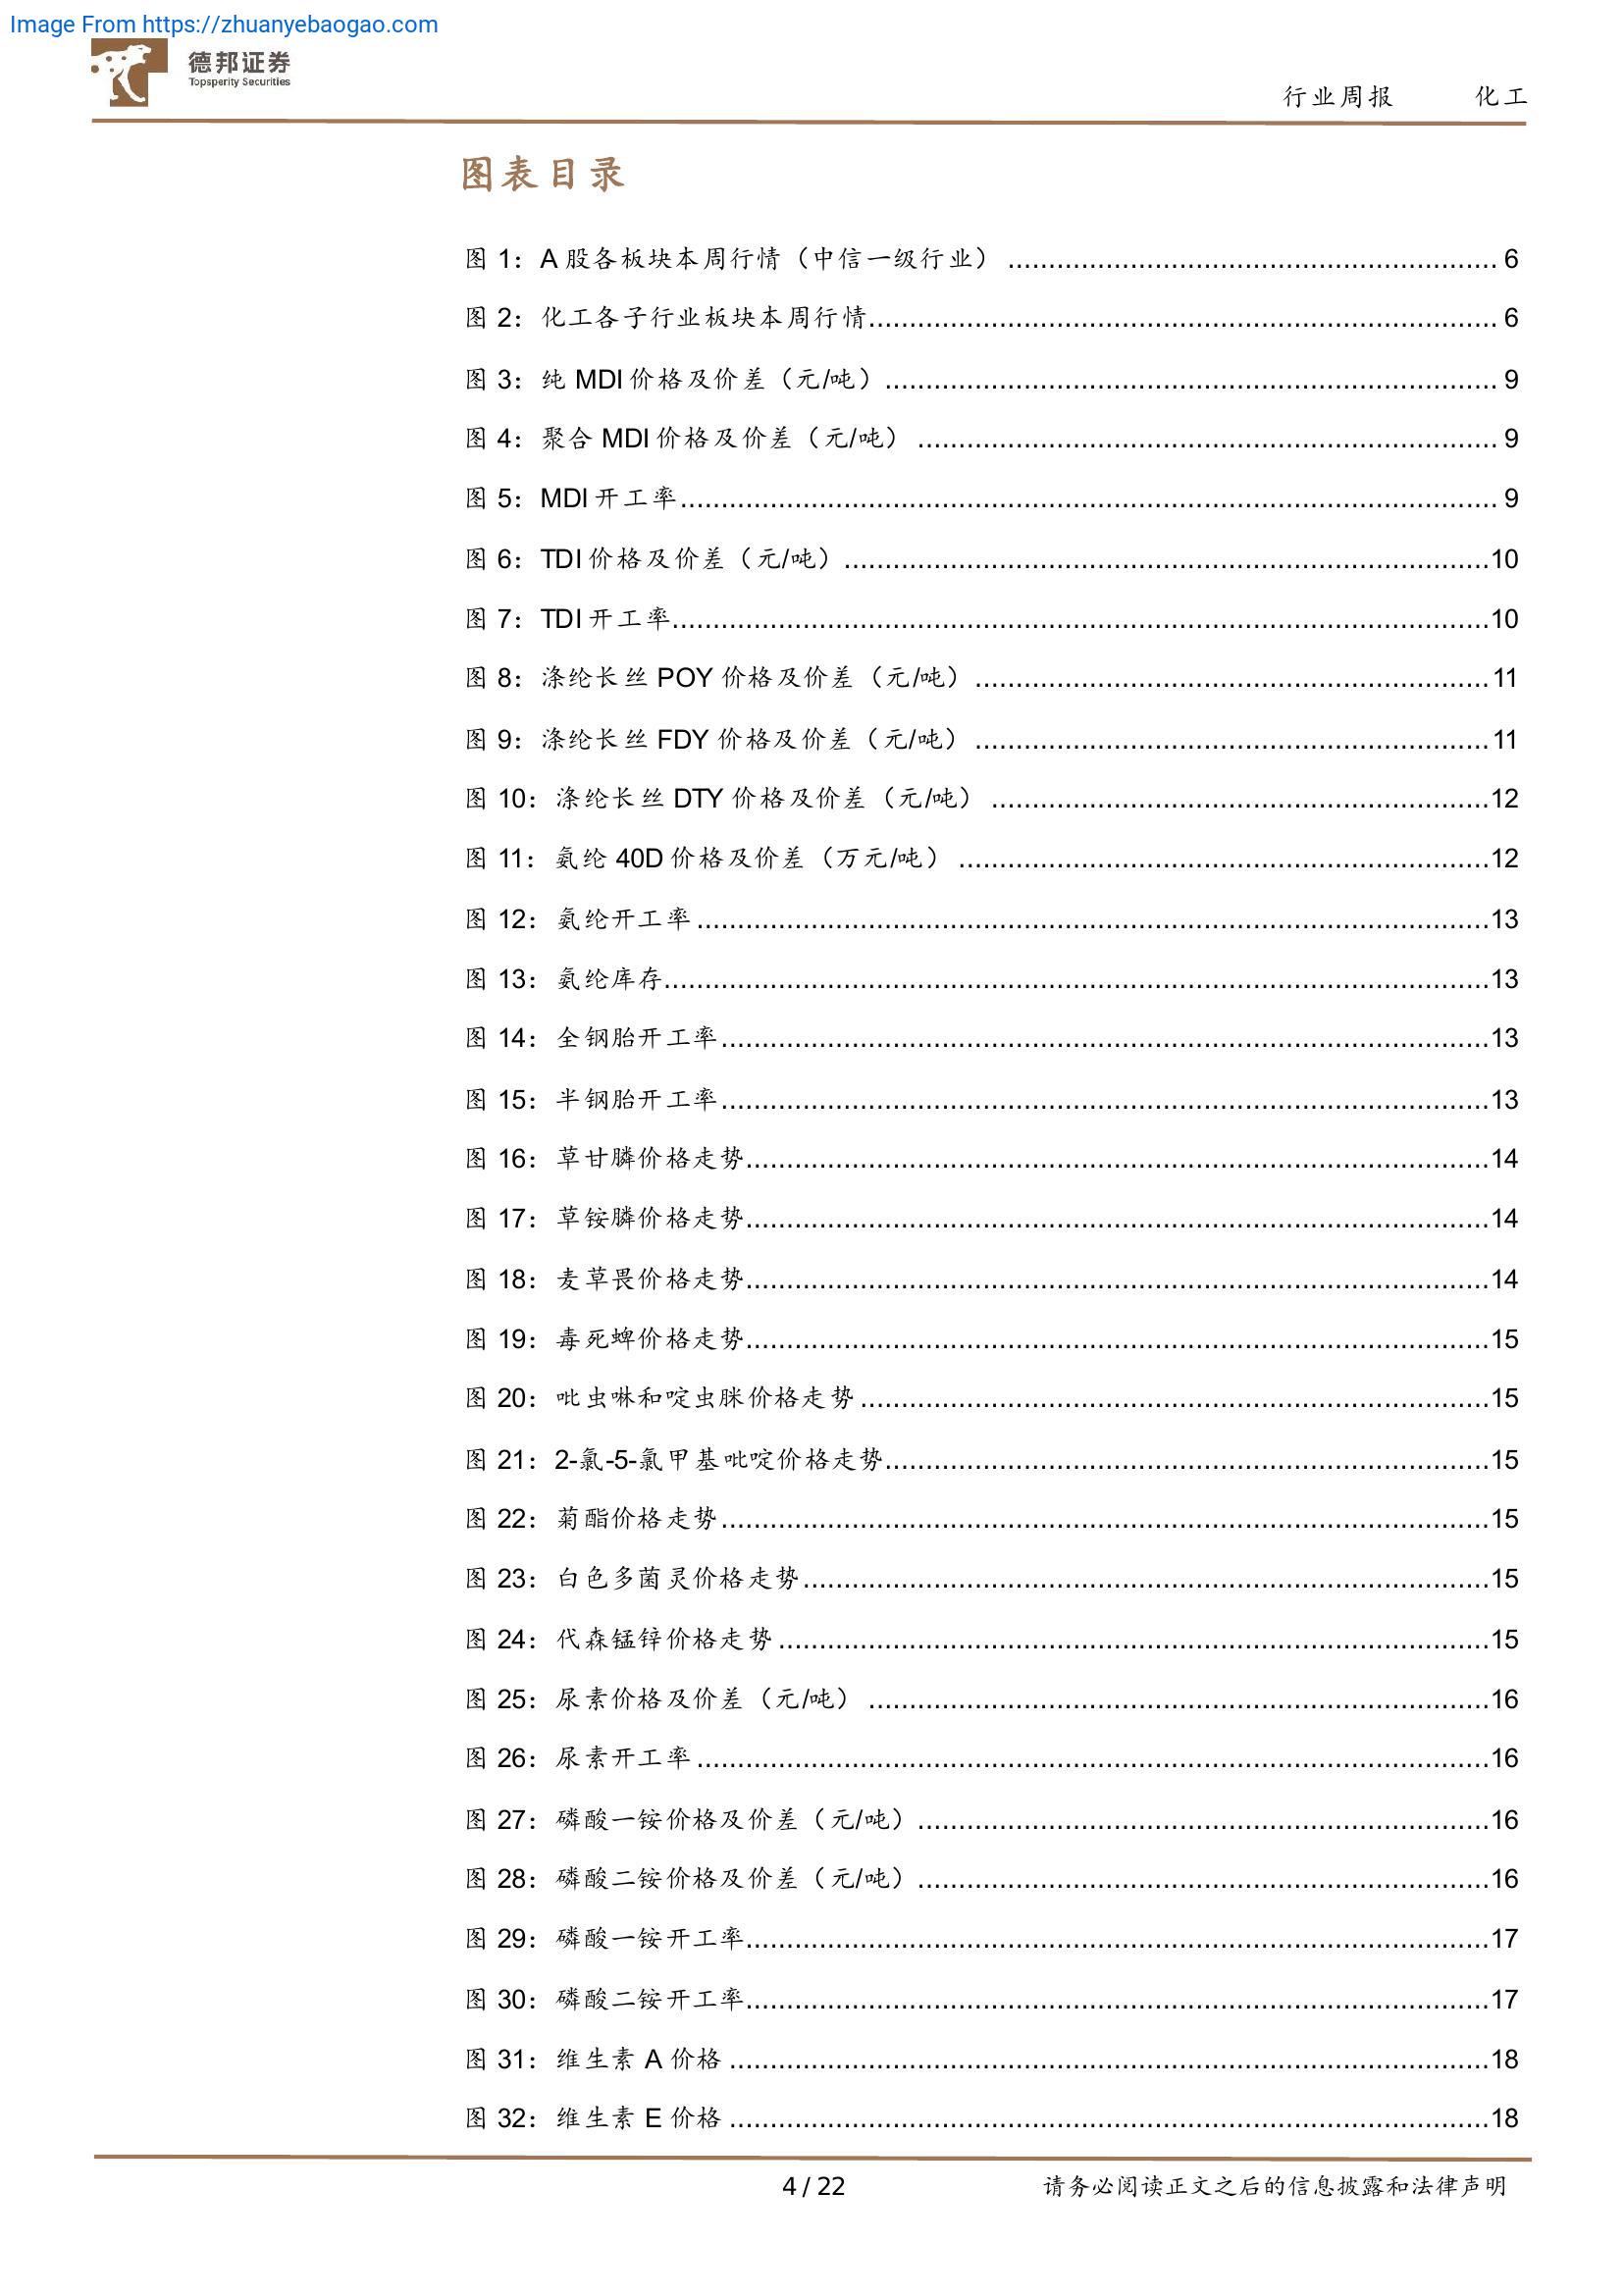 Image From https://zhuanyebaogao.com
德邦证券
Topsperity Securities
行业周报 化工
图表目录
图 1：A 股各板块本周行情（中信一级行业） ........................................................ 6
图 2：化工各子行业板块本周行情........................................................................ 6
图 3：纯 MDI 价格及价差（元/吨）...................................................................... 9
图 4：聚合 MDI 价格及价差（元/吨） .................................................................. 9
图 5：MDI 开工率................................................................................................ 9
图 6：TDI 价格及价差（元/吨）..........................................................................10
图 7：TDI 开工率................................................................................................10
图 8：涤纶长丝 POY 价格及价差（元/吨） ..........................................................11
图 9：涤纶长丝 FDY 价格及价差（元/吨） ..........................................................11
图 10：涤纶长丝 DTY 价格及价差（元/吨） ........................................................12
图 11：氨纶 40D 价格及价差（万元/吨） ............................................................12
图 12：氨纶开工率 .............................................................................................13
图 13：氨纶库存.................................................................................................13
图 14：全钢胎开工率..........................................................................................13
图 15：半钢胎开工率..........................................................................................13
图 16：草甘膦价格走势.......................................................................................14
图 17：草铵膦价格走势.......................................................................................14
图 18：麦草畏价格走势.......................................................................................14
图 19：毒死蜱价格走势.......................................................................................15
图 20：吡虫啉和啶虫脒价格走势 ........................................................................15
图 21：2-氯-5-氯甲基吡啶价格走势.....................................................................15
图 22：菊酯价格走势..........................................................................................15
图 23：白色多菌灵价格走势................................................................................15
图 24：代森锰锌价格走势 ...................................................................................15
图 25：尿素价格及价差（元/吨） .......................................................................16
图 26：尿素开工率 .............................................................................................16
图 27：磷酸一铵价格及价差（元/吨）.................................................................16
图 28：磷酸二铵价格及价差（元/吨）.................................................................16
图 29：磷酸一铵开工率.......................................................................................17
图 30：磷酸二铵开工率.......................................................................................17
图 31：维生素 A 价格 .........................................................................................18
图 32：维生素 E 价格 .........................................................................................18
4 / 22 请务必阅读正文之后的信息披露和法律声明